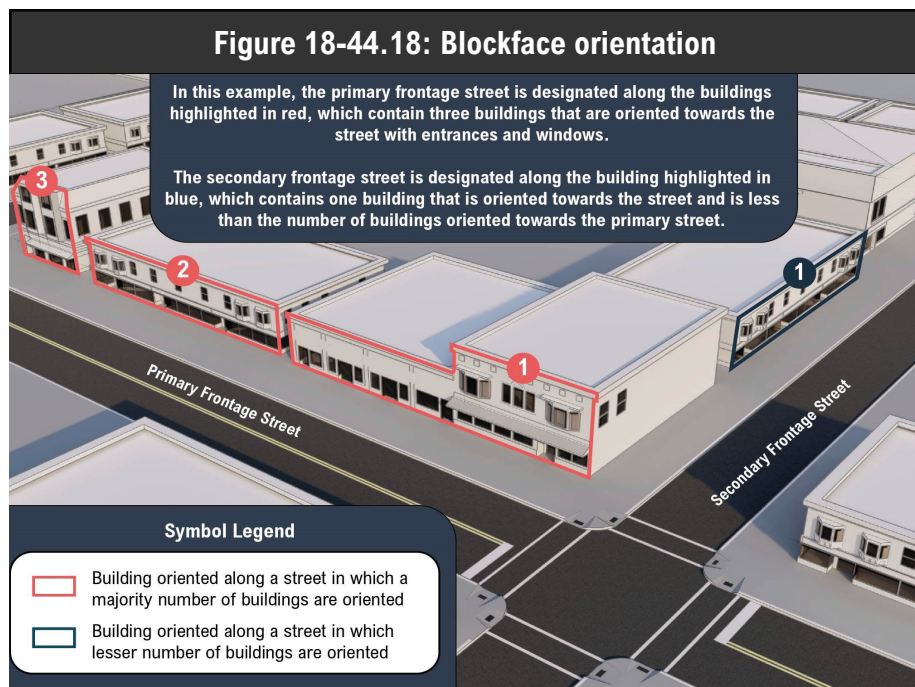 Figure 18-44.18: Blockface orientation
In this example, the primary frontage street is designated along the buildings
highlighted in red, which contain three buildings that are oriented towards the
street with entrances and windows.
The secondary frontage street is designated along the building highlighted in
blue, which contains one building that is oriented towards the street and is less
than the number of buildings oriented towards the primary street.
3
2
1
1
Primary Frontage Street
Secondary Frontage Street
Symbol Legend
Building oriented along a street in which a
majority number of buildings are oriented
Building oriented along a street in which
lesser number of buildings are oriented